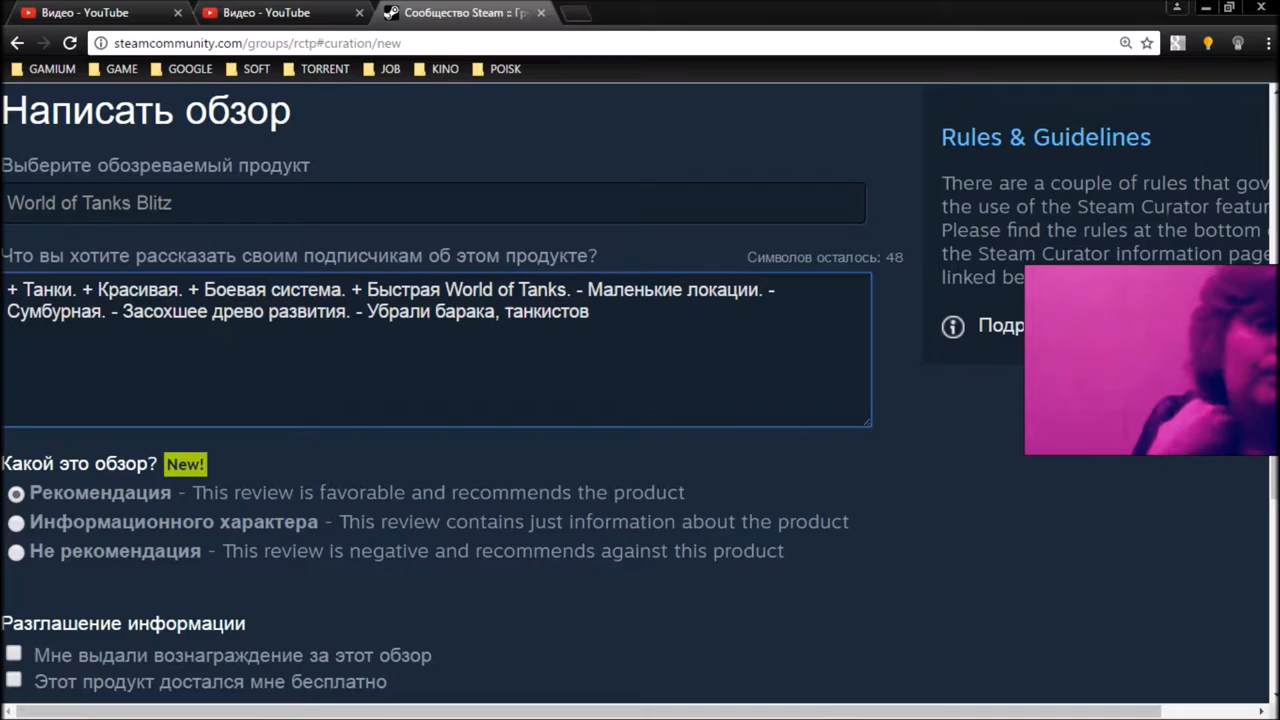 Видео - YouTube
Видео - YouTube
Сообщество Steam :: Гр
steamcommunity.com/groups/rctp#curation/new
GAMIUM GAME GOOGLE SOFT TORRENT JOB KINO POISK
Написать обзор
Выберите обозреваемый продукт
World of Tanks Blitz
Что вы хотите рассказать своим подписчикам об этом продукте?
Символов осталось: 48
+ Танки. + Красивая. + Боевая система. + Быстрая World of Tanks. - Маленькие локации. -
Сумбурная. - Засохшее древо развития. - Убрали барака, танкистов
Какой это обзор? New!
Рекомендация - This review is favorable and recommends the product
Информационного характера - This review contains just information about the product
Не рекомендация - This review is negative and recommends against this product
Разглашение информации
Мне выдали вознаграждение за этот обзор
Этот продукт достался мне бесплатно
Rules & Guidelines
There are a couple of rules that gov
the use of the Steam Curator featur
Please find the rules at the bottom
the Steam Curator information page
linked be
Подр